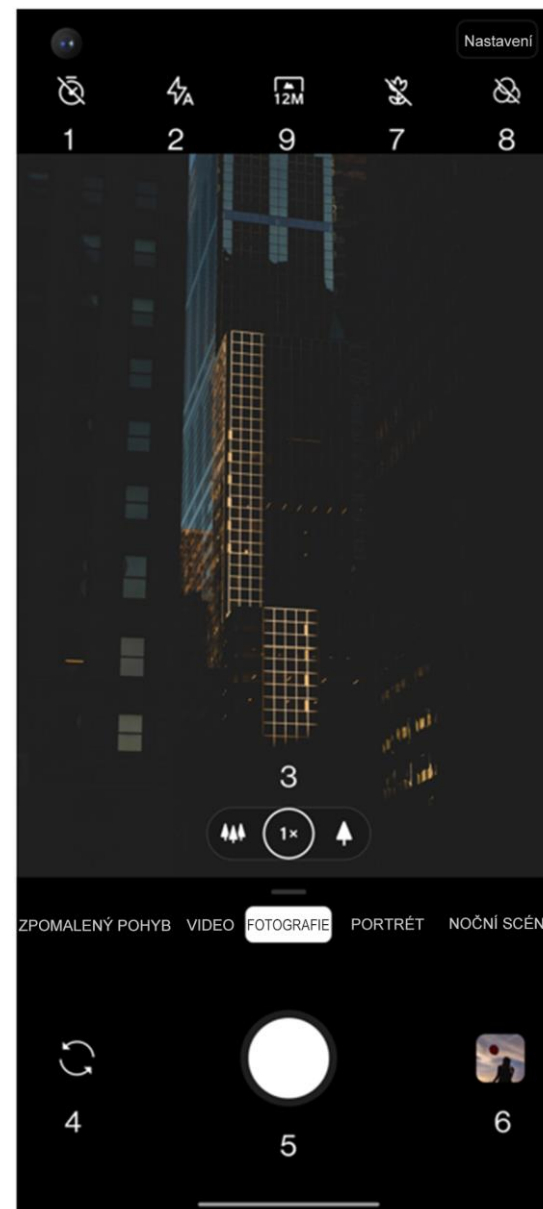 Nastavení
12M
1 2 9 7 8
3
1×
ZPOMALENÝ POHYB VIDEO FOTOGRAFIE PORTRÉT NOČNÍ SCÉN
4 5 6